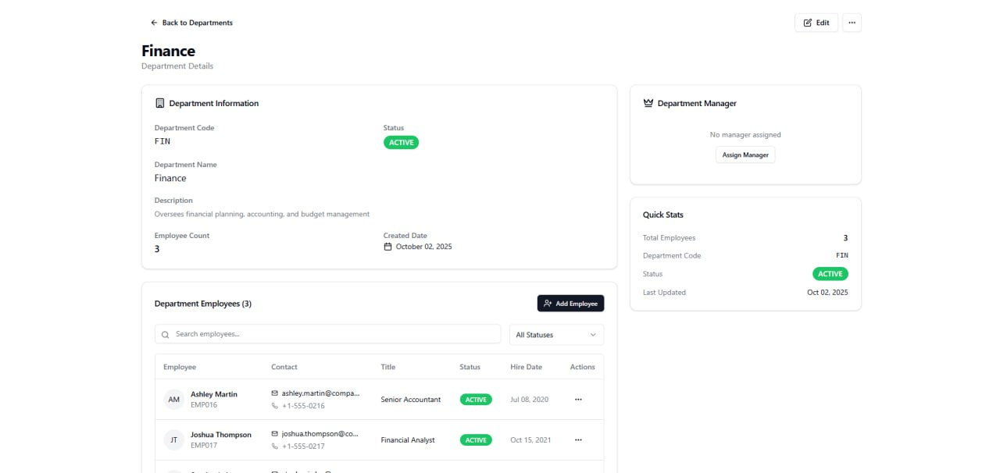 Back to Departments
Edit
Finance
Department Details
Department Information
Department Code
FIN
Status
ACTIVE
Department Name
Finance
Description
Oversees financial planning, accounting, and budget management
Employee Count
3
Created Date
October 02, 2025
Department Manager
No manager assigned
Assign Manager
Quick Stats
Total Employees 3
Department Code FIN
Status ACTIVE
Last Updated Oct 02, 2025
Department Employees (3)
Add Employee
Search employees...
All Statuses
Employee Contact Title Status Hire Date Actions
AM Ashley Martin ashley.martin@compa... Senior Accountant ACTIVE Jul 08, 2020
EMP016 +1-555-0216
JT Joshua Thompson joshua.thompson@co... Financial Analyst ACTIVE Oct 15, 2021
EMP017 +1-555-0217